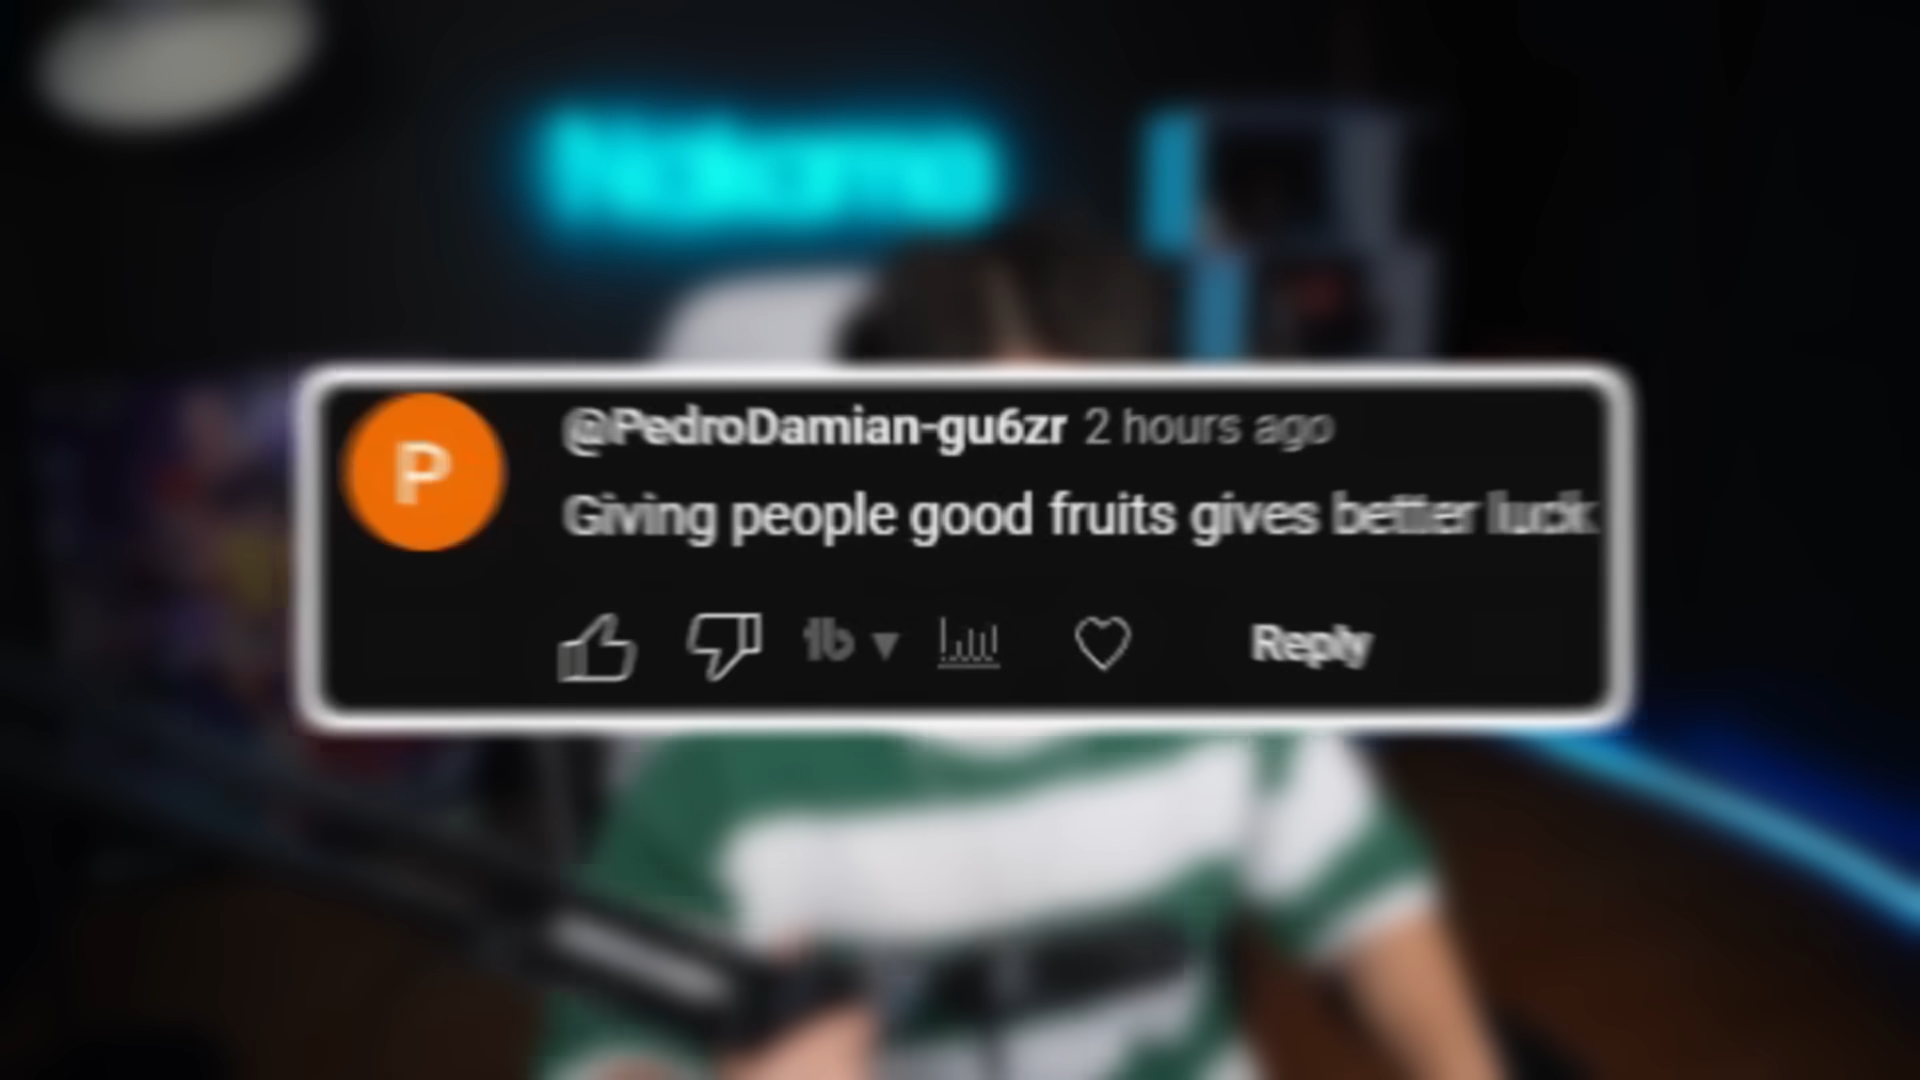 @PedroDamian-gu6zr 2 hours ago
Giving people good fruits gives better luck
Reply